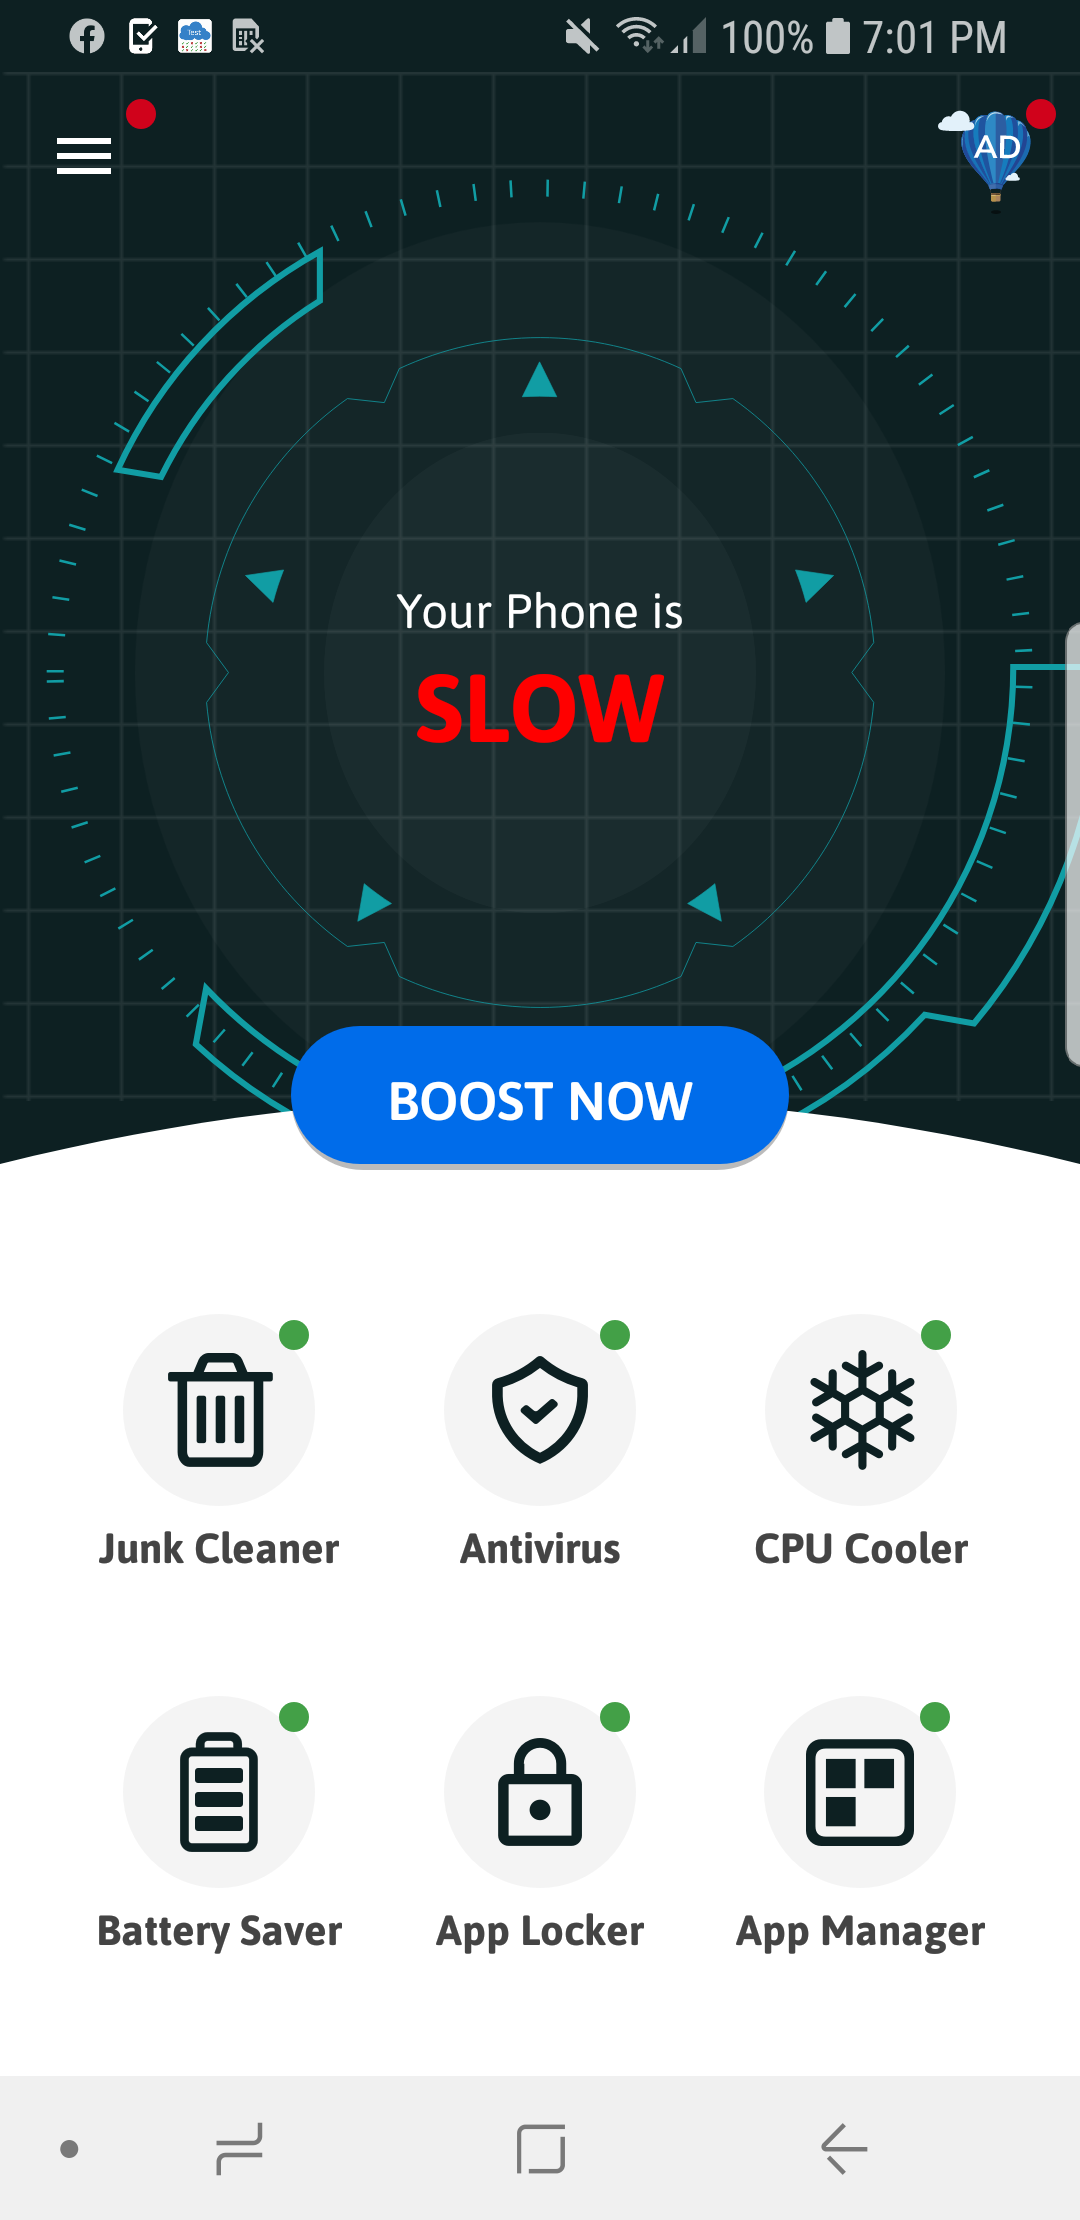 Test
100% 7:01 PM
AD
Your Phone is
SLOW
BOOST NOW
Junk Cleaner
Antivirus
CPU Cooler
Battery Saver
App Locker
App Manager